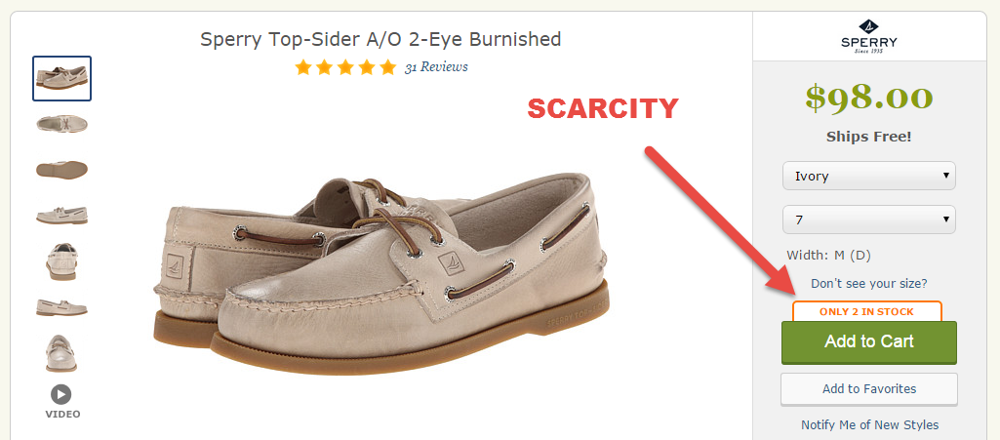 Sperry Top-Sider A/O 2-Eye Burnished
31 Reviews
SCARCITY
VIDEO
SPERRY
Since 1935
$98.00
Ships Free!
Ivory
7
Width: M (D)
Don't see your size?
ONLY 2 IN STOCK
Add to Cart
Add to Favorites
Notify Me of New Styles